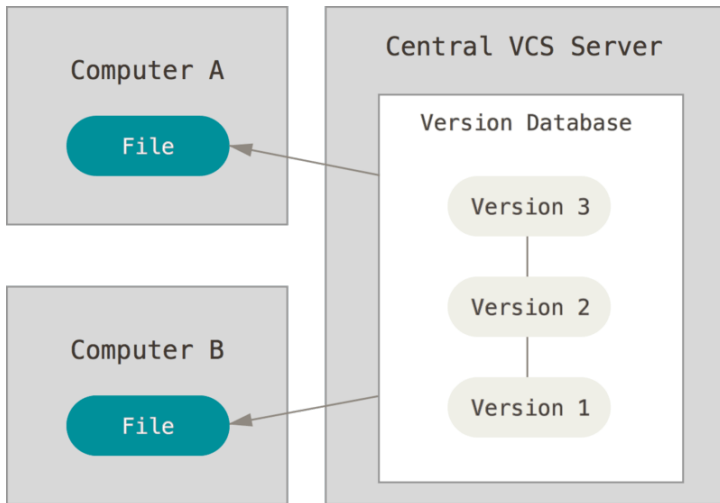 Computer A
File
Computer B
File
Central VCS Server
Version Database
Version 3
Version 2
Version 1